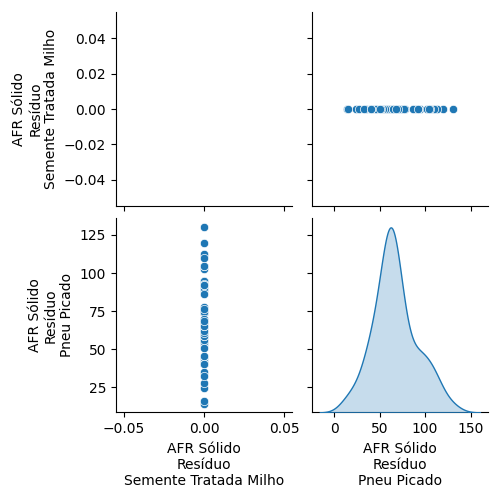 0.04
0.02
0.00
−0.02
−0.04
AFR Sólido
Resíduo
Semente Tratada Milho
125
100
75
50
25
AFR Sólido
Resíduo
Pneu Picado
−0.05
0.00
0.05
AFR Sólido
Resíduo
Semente Tratada Milho
0
50
100
150
AFR Sólido
Resíduo
Pneu Picado